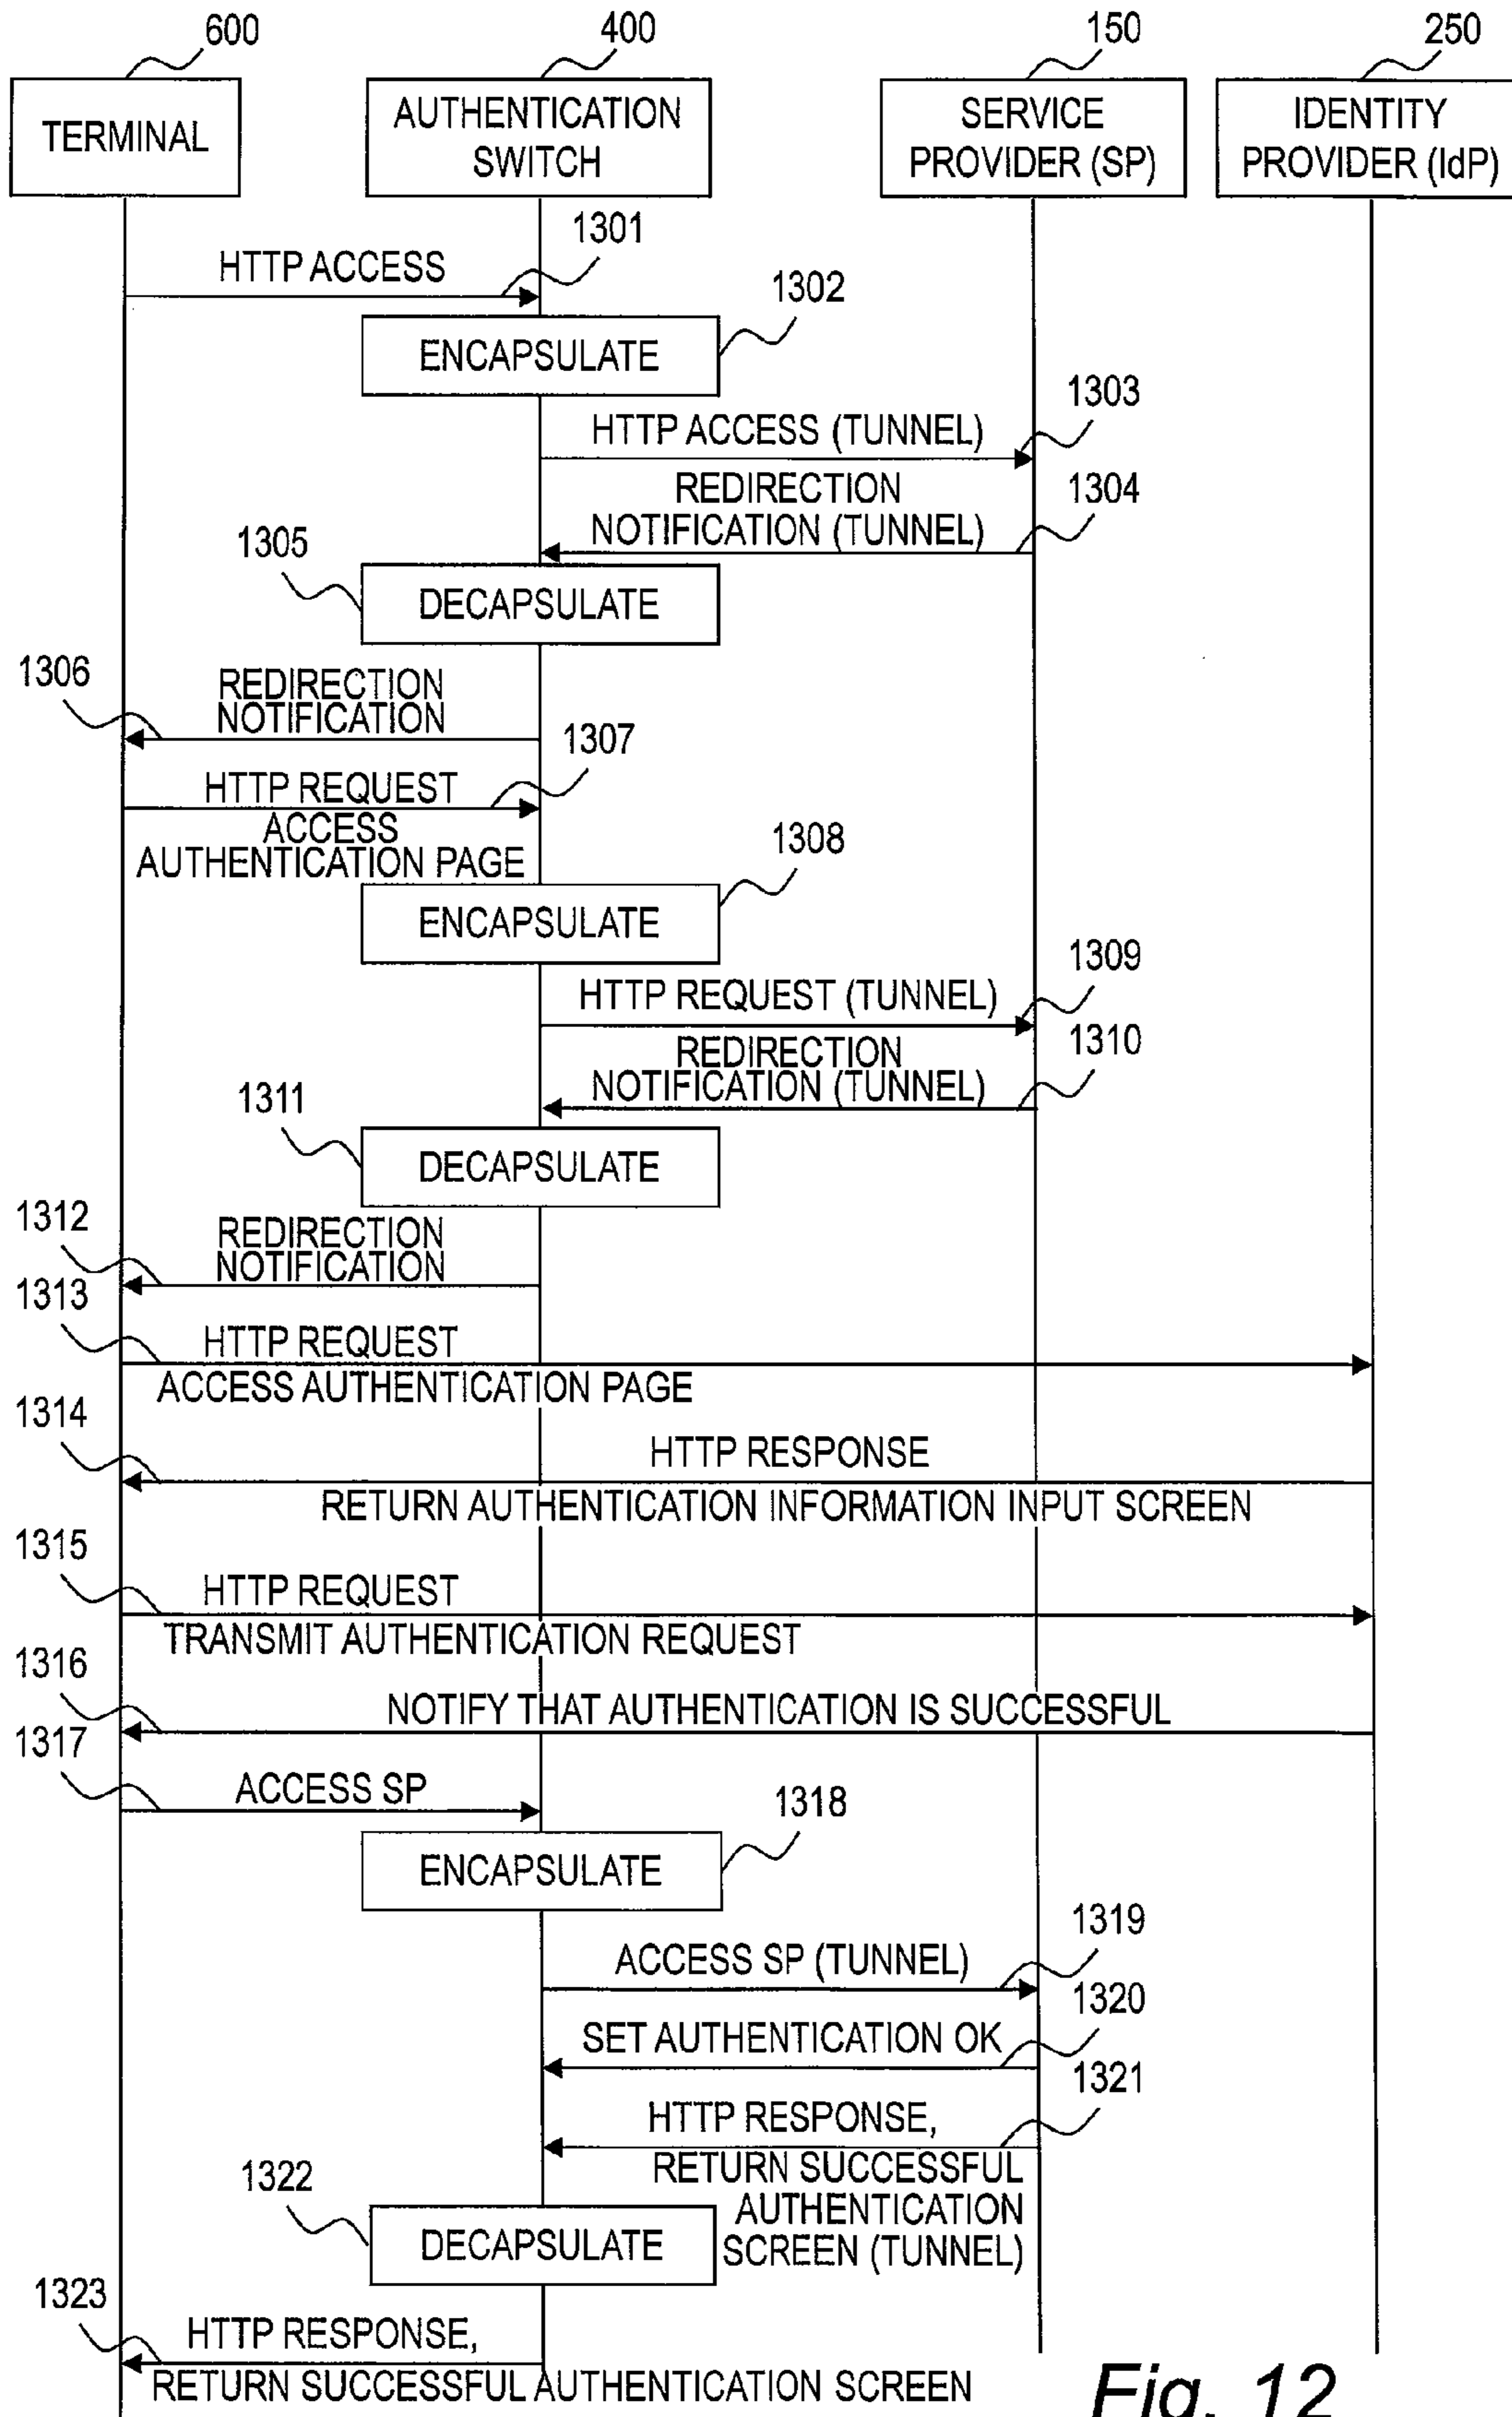 600
400
150
250
TERMINAL
AUTHENTICATION
SWITCH
SERVICE
PROVIDER (SP)
IDENTITY
PROVIDER (IdP)
1301
HTTP ACCESS
1302
ENCAPSULATE
1303
HTTP ACCESS (TUNNEL)
1304
REDIRECTION
NOTIFICATION (TUNNEL)
1305
DECAPSULATE
1306
REDIRECTION
NOTIFICATION
1307
HTTP REQUEST
ACCESS
AUTHENTICATION PAGE
1308
ENCAPSULATE
1309
HTTP REQUEST (TUNNEL)
1310
REDIRECTION
NOTIFICATION (TUNNEL)
1311
DECAPSULATE
1312
REDIRECTION
NOTIFICATION
1313
HTTP REQUEST
ACCESS AUTHENTICATION PAGE
1314
HTTP RESPONSE
RETURN AUTHENTICATION INFORMATION INPUT SCREEN
1315
HTTP REQUEST
TRANSMIT AUTHENTICATION REQUEST
1316
NOTIFY THAT AUTHENTICATION IS SUCCESSFUL
1317
ACCESS SP
1318
ENCAPSULATE
1319
ACCESS SP (TUNNEL)
1320
SET AUTHENTICATION OK
1321
HTTP RESPONSE,
RETURN SUCCESSFUL
AUTHENTICATION
SCREEN (TUNNEL)
1322
DECAPSULATE
1323
HTTP RESPONSE,
RETURN SUCCESSFUL AUTHENTICATION SCREEN
Fig. 12